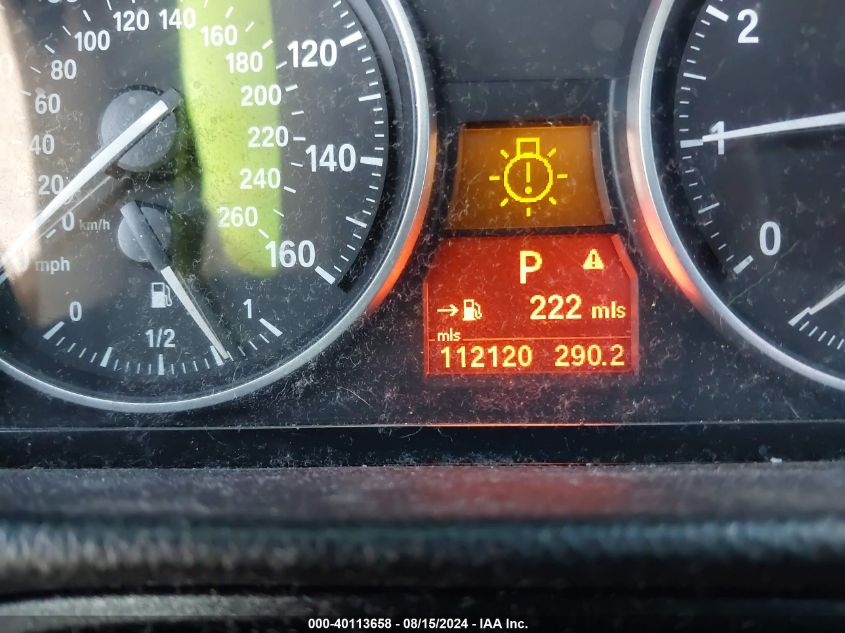 120 140
100 160
80 180 120
60 200
40 220 140
20 240
0 km/h 260
mph 160
0 1/2 1
!
P !
→ 222 mls
mls
112120 290.2
2
1
0
000-40113658 - 08/15/2024 - IAA Inc.